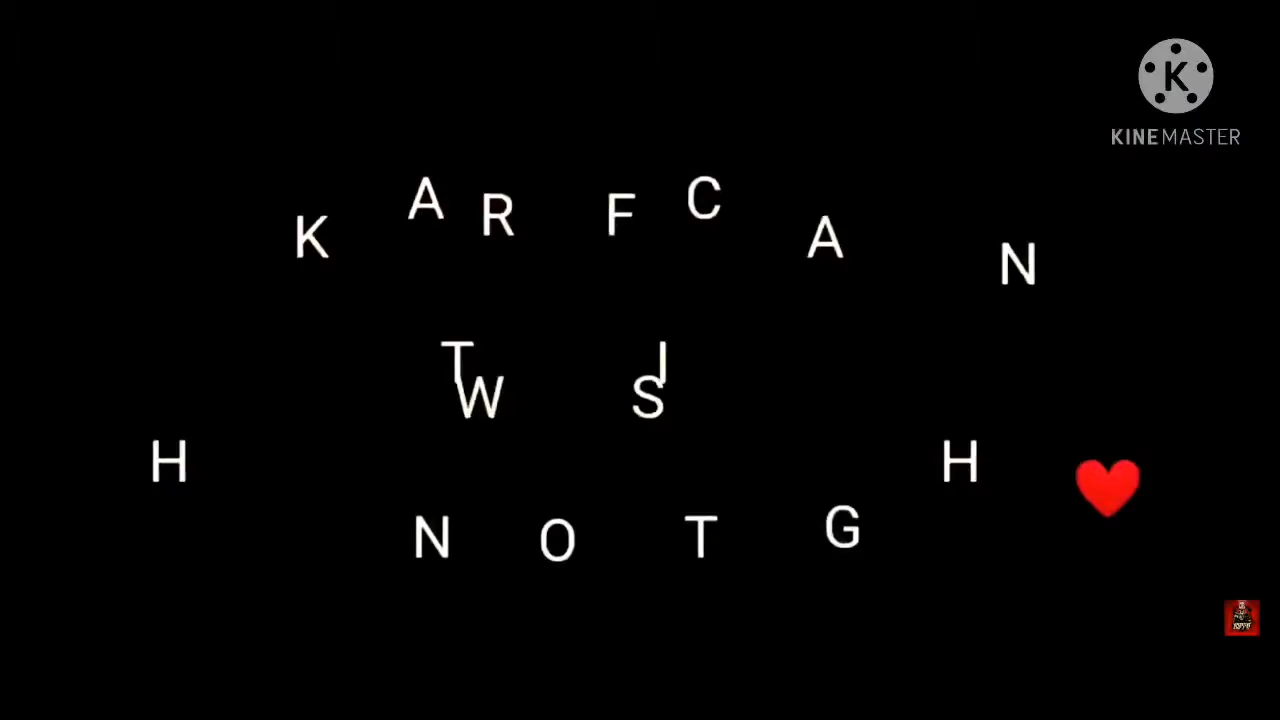 K
KINEMASTER
K A R F C A N
T I
W S
H H
N O T G